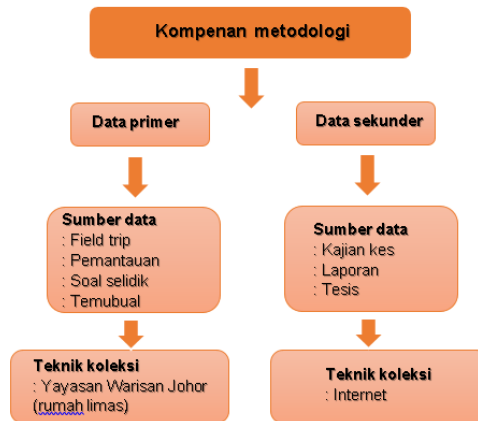 Kompenan metodologi
Data primer
Data sekunder
Sumber data
: Field trip
: Pemantauan
: Soal selidik
: Temubual
Sumber data
: Kajian kes
: Laporan
: Tesis
Teknik koleksi
: Yayasan Warisan Johor
(rumah limas)
Teknik koleksi
: Internet